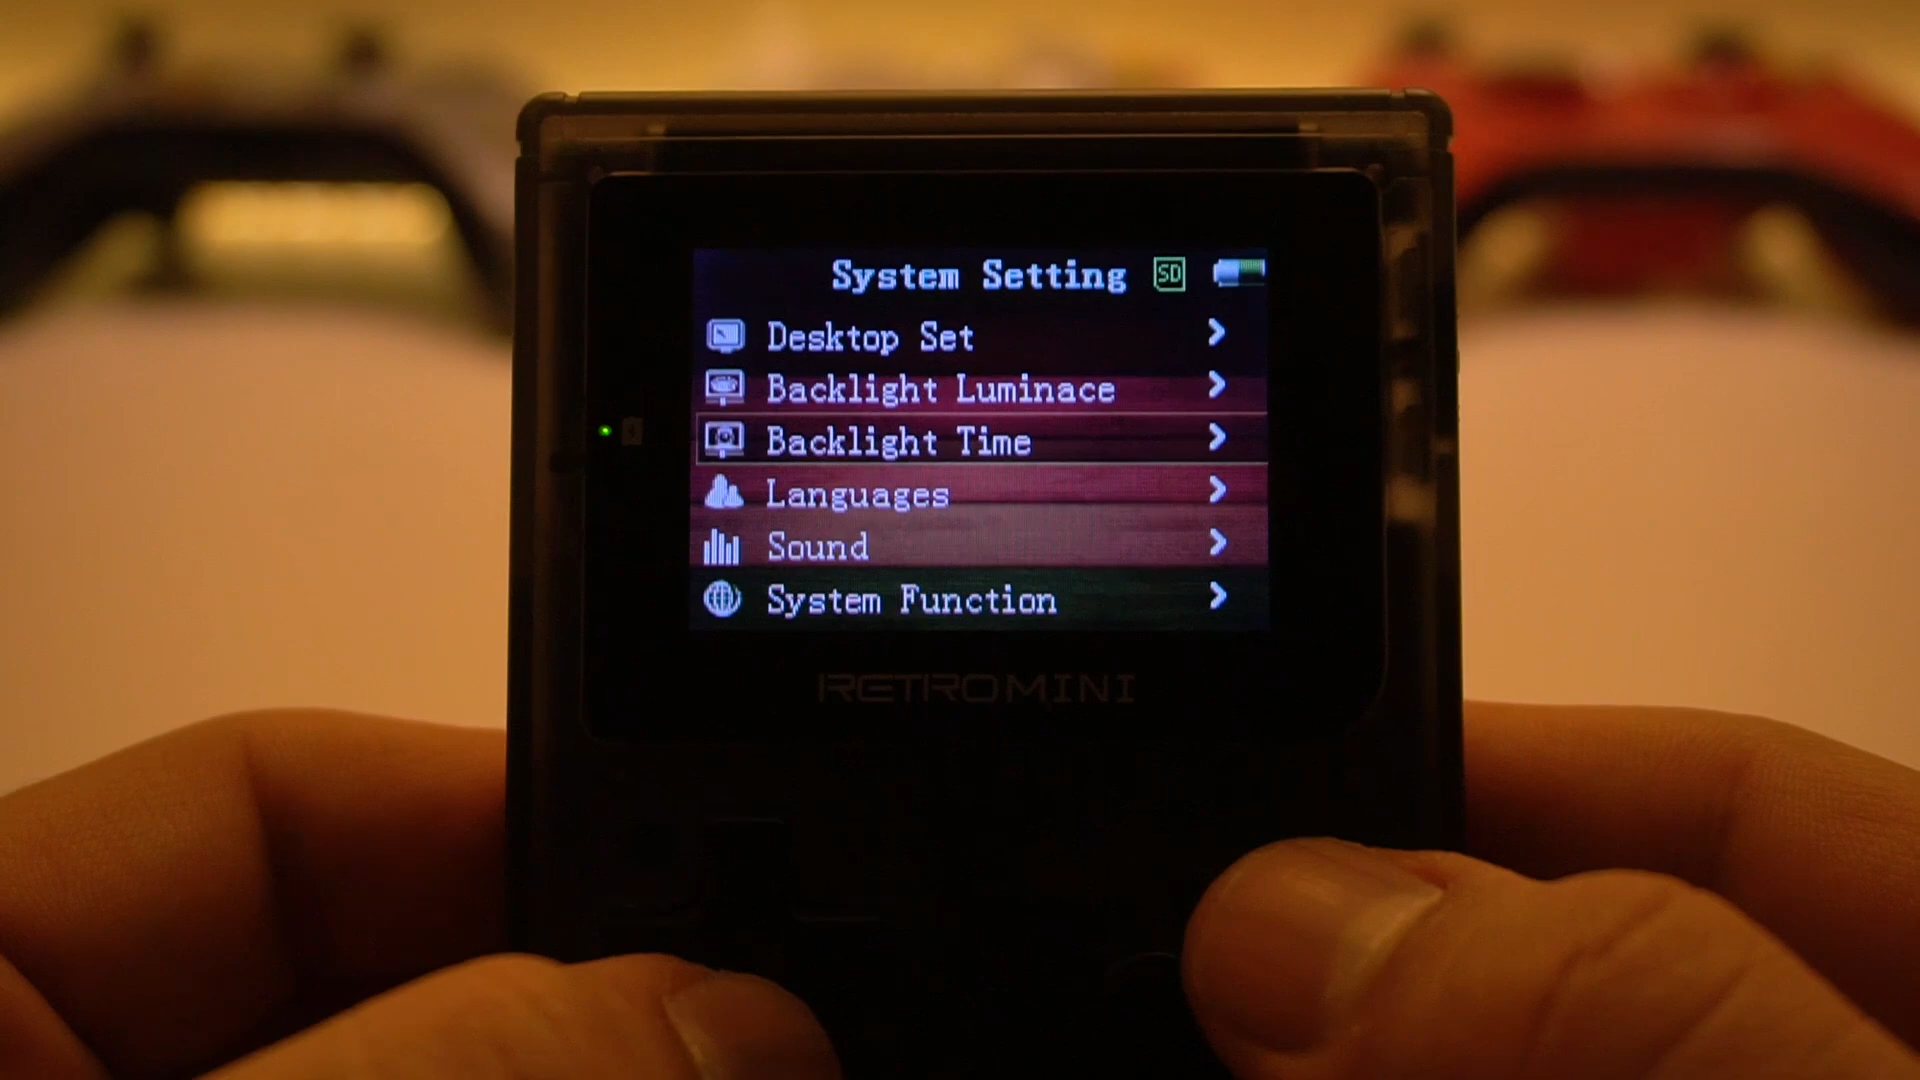 System Setting SD
Desktop Set
Backlight Luminace
Backlight Time
Languages
Sound
System Function
RETROMINI